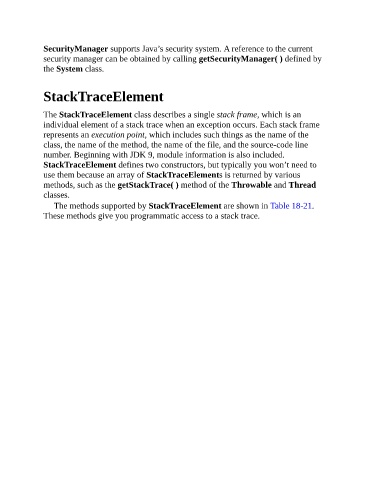 SecurityManager supports Java’s security system. A reference to the current
security manager can be obtained by calling getSecurityManager( ) defined by
the System class.
StackTraceElement
The StackTraceElement class describes a single stack frame, which is an
individual element of a stack trace when an exception occurs. Each stack frame
represents an execution point, which includes such things as the name of the
class, the name of the method, the name of the file, and the source-code line
number. Beginning with JDK 9, module information is also included.
StackTraceElement defines two constructors, but typically you won’t need to
use them because an array of StackTraceElements is returned by various
methods, such as the getStackTrace( ) method of the Throwable and Thread
classes.
The methods supported by StackTraceElement are shown in Table 18-21.
These methods give you programmatic access to a stack trace.